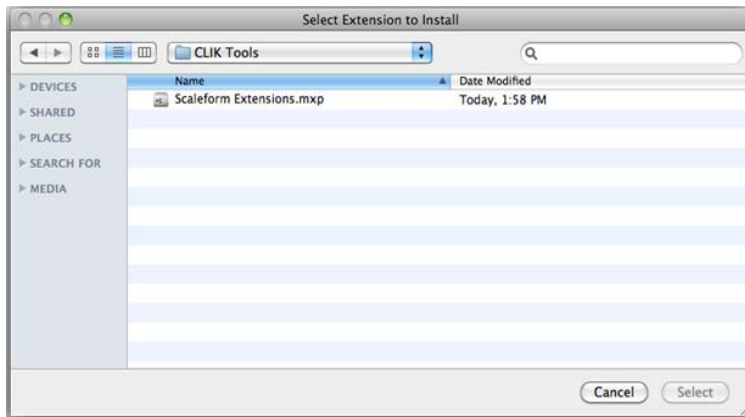 Select Extension to Install
CLIK Tools
DEVICES
SHARED
PLACES
SEARCH FOR
MEDIA
Name Date Modified
Scaleform Extensions.mxp Today, 1:58 PM
Cancel Select